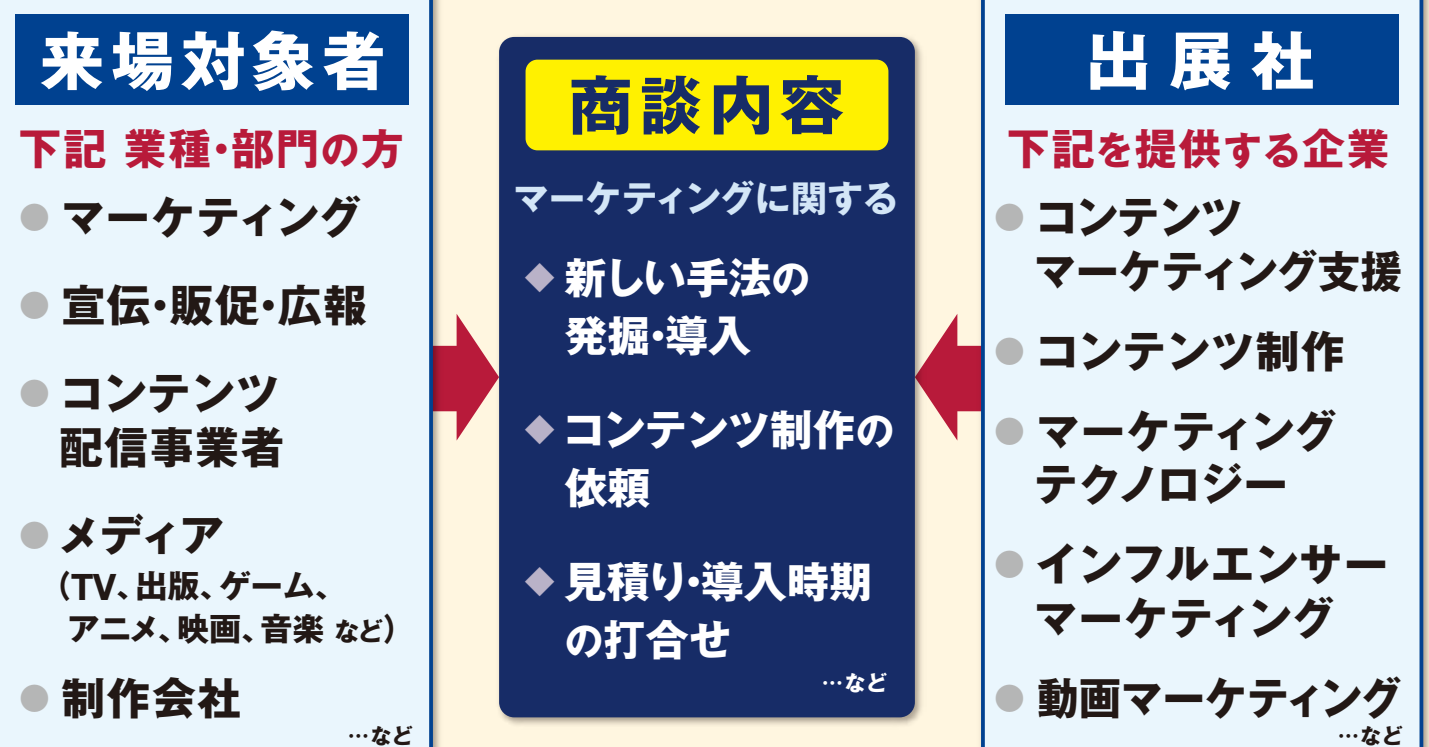 来場対象者
下記 業種・部門の方
● マーケティング
● 宣伝・販促・広報
● コンテンツ
配信事業者
● メディア
（TV、出版、ゲーム、
アニメ、映画、音楽 など）
● 制作会社
…など
商談内容
マーケティングに関する
◆ 新しい手法の
発掘・導入
◆ コンテンツ制作の
依頼
◆ 見積り・導入時期
の打合せ
…など
出展社
下記を提供する企業
● コンテンツ
マーケティング支援
● コンテンツ制作
● マーケティング
テクノロジー
● インフルエンサー
マーケティング
● 動画マーケティング
…など